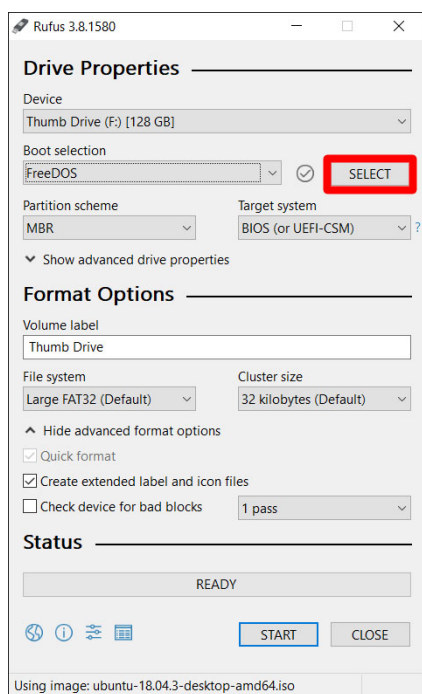 Rufus 3.8.1580
Drive Properties
Device
Thumb Drive (F:) [128 GB]
Boot selection
FreeDOS
SELECT
Partition scheme
Target system
MBR
BIOS (or UEFI-CSM)
?
Show advanced drive properties
Format Options
Volume label
Thumb Drive
File system
Cluster size
Large FAT32 (Default)
32 kilobytes (Default)
Hide advanced format options
Quick format
Create extended label and icon files
Check device for bad blocks
1 pass
Status
READY
START
CLOSE
Using image: ubuntu-18.04.3-desktop-amd64.iso